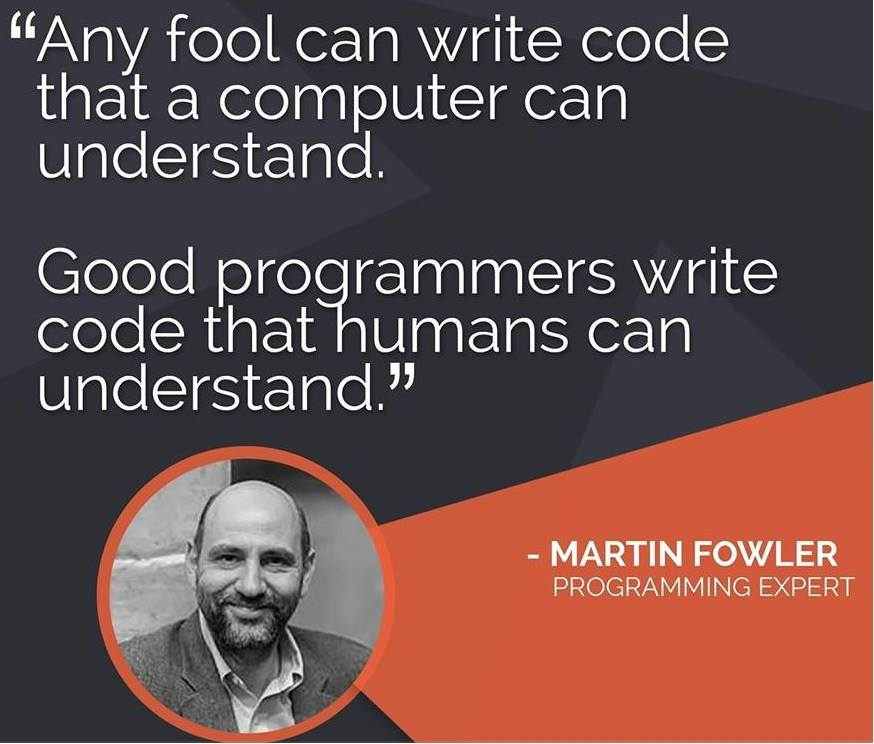 “Any fool can write code
that a computer can
understand.
Good programmers write
code that humans can
understand.”
- MARTIN FOWLER
PROGRAMMING EXPERT